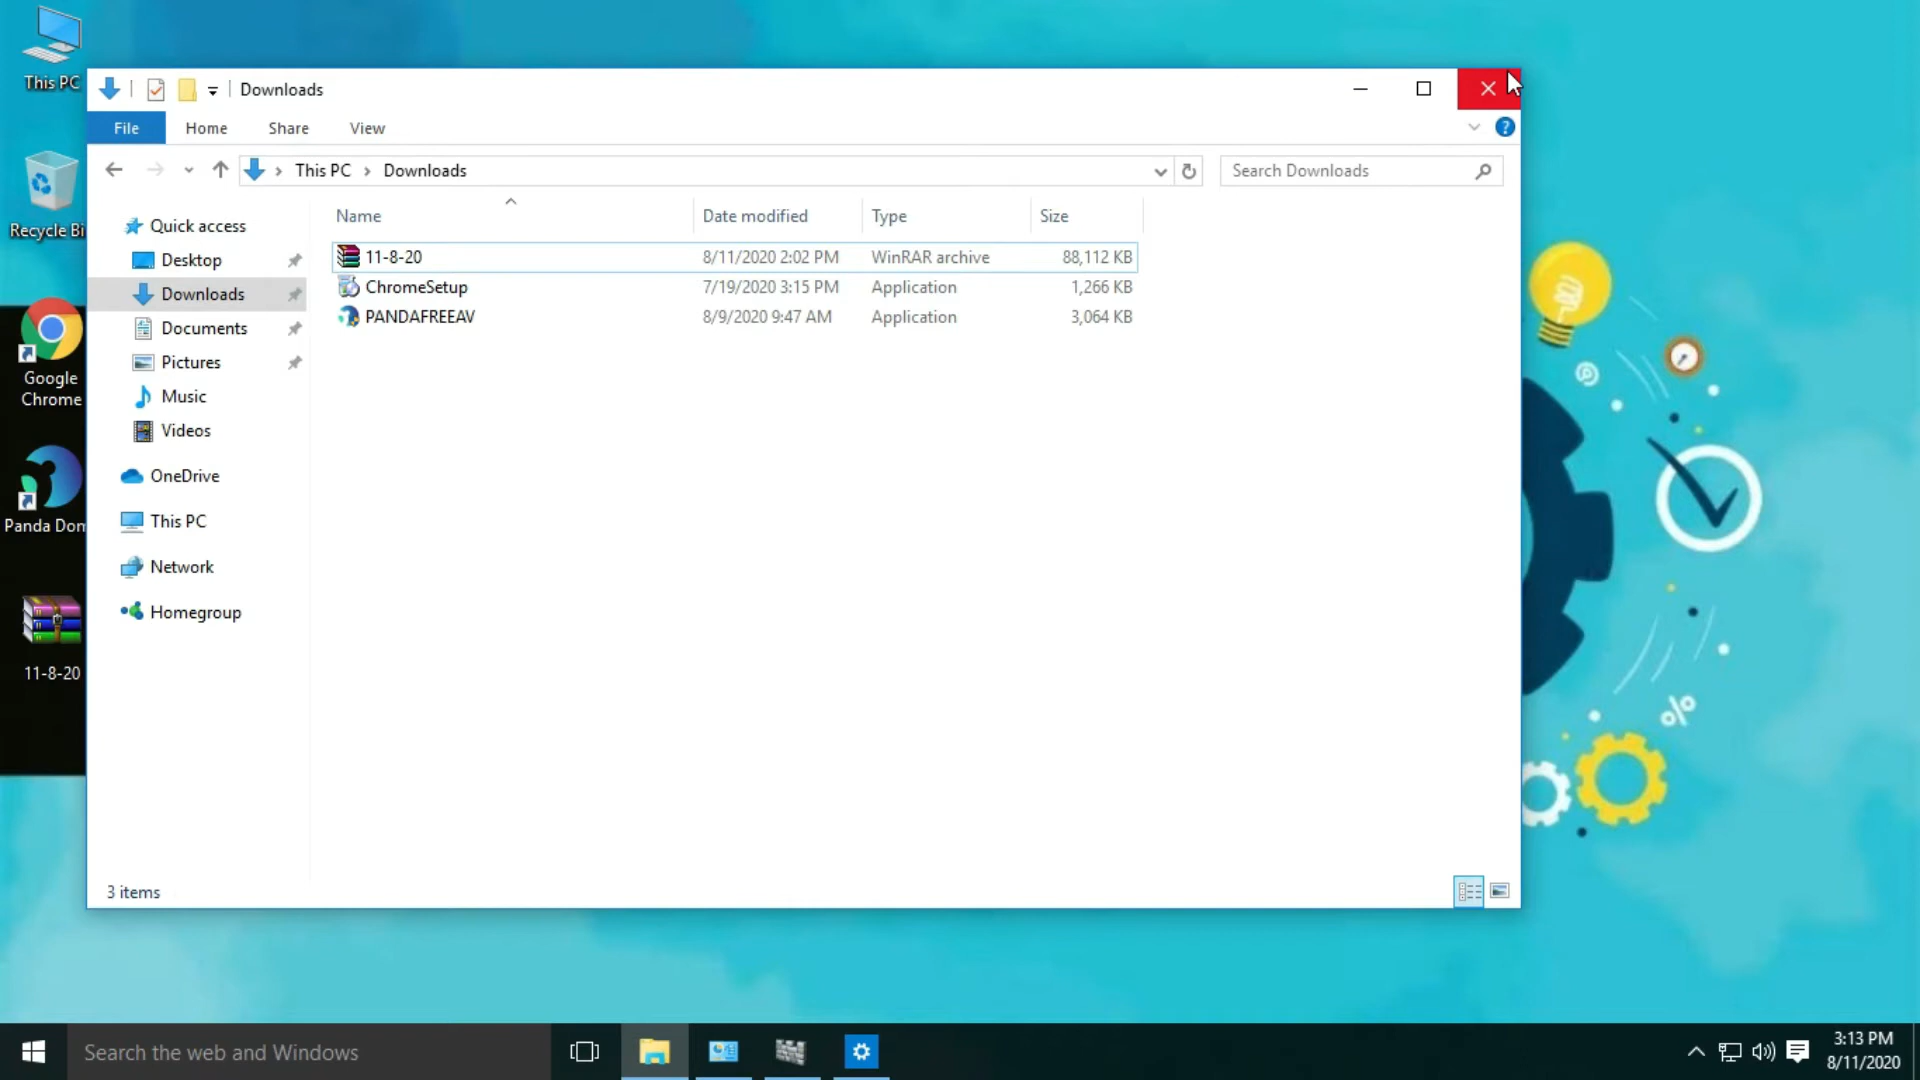 This PC
Recycle Bi
Google
Chrome
Panda Dom
11-8-20
Downloads
File Home Share View
This PC Downloads
Search Downloads
Quick access
Desktop
Downloads
Documents
Pictures
Music
Videos
OneDrive
This PC
Network
Homegroup
Name Date modified Type Size
11-8-20 8/11/2020 2:02 PM WinRAR archive 88,112 KB
ChromeSetup 7/19/2020 3:15 PM Application 1,266 KB
PANDAFREEAV 8/9/2020 9:47 AM Application 3,064 KB
3 items
%
Search the web and Windows
3:13 PM
8/11/2020